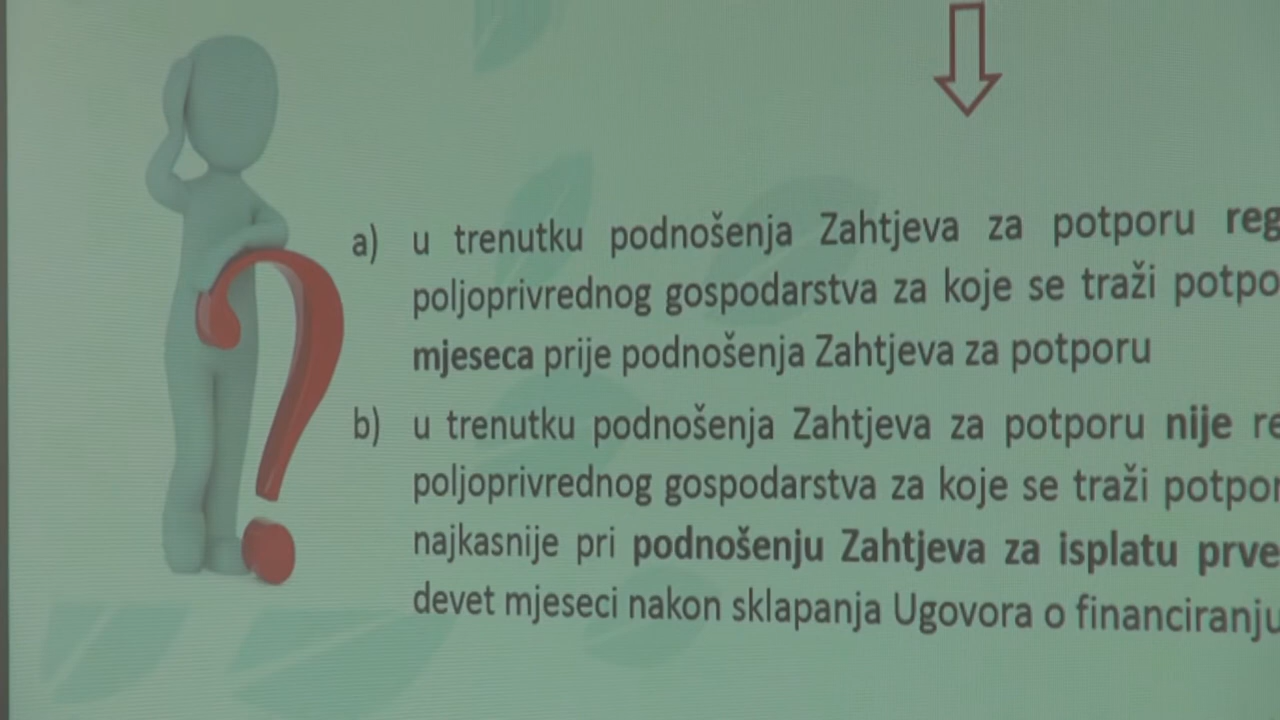 a) u trenutku podnošenja Zahtjeva za potporu reg
poljoprivrednog gospodarstva za koje se traži potpo
mjeseca prije podnošenja Zahtjeva za potporu
b) u trenutku podnošenja Zahtjeva za potporu nije re
poljoprivrednog gospodarstva za koje se traži potpor
najkasnije pri podnošenju Zahtjeva za isplatu prve
devet mjeseci nakon sklapanja Ugovora o financiranju